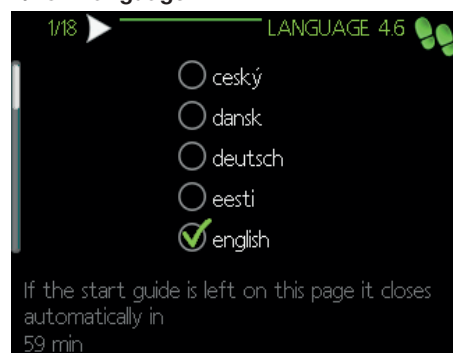 1/18 LANGUAGE 4.6
ceský
dansk
deutsch
eesti
english
If the start guide is left on this page it closes
automatically in
59 min